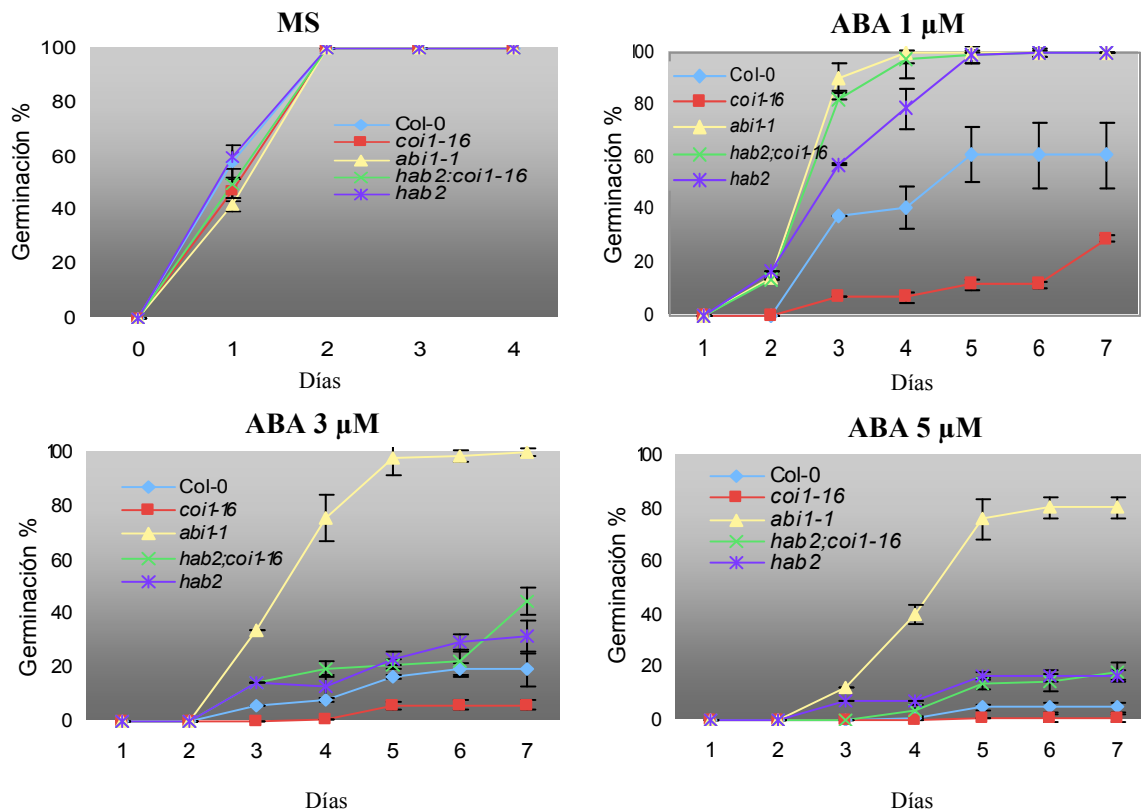 MS
Germinación %
100
80
60
40
20
0
Col-0
coi1-16
abi1-1
hab2:coi1-16
hab2
0 1 2 3 4
Días
ABA 1 µM
Germinación %
100
80
60
40
20
0
Col-0
coi1-16
abi1-1
hab2;coi1-16
hab2
1 2 3 4 5 6 7
Días
ABA 3 µM
Germinación %
100
80
60
40
20
0
Col-0
coi1-16
abi1-1
hab2;coi1-16
hab2
1 2 3 4 5 6 7
Días
ABA 5 µM
Germinación %
100
80
60
40
20
0
Col-0
coi1-16
abi1-1
hab2;coi1-16
hab2
1 2 3 4 5 6 7
Días